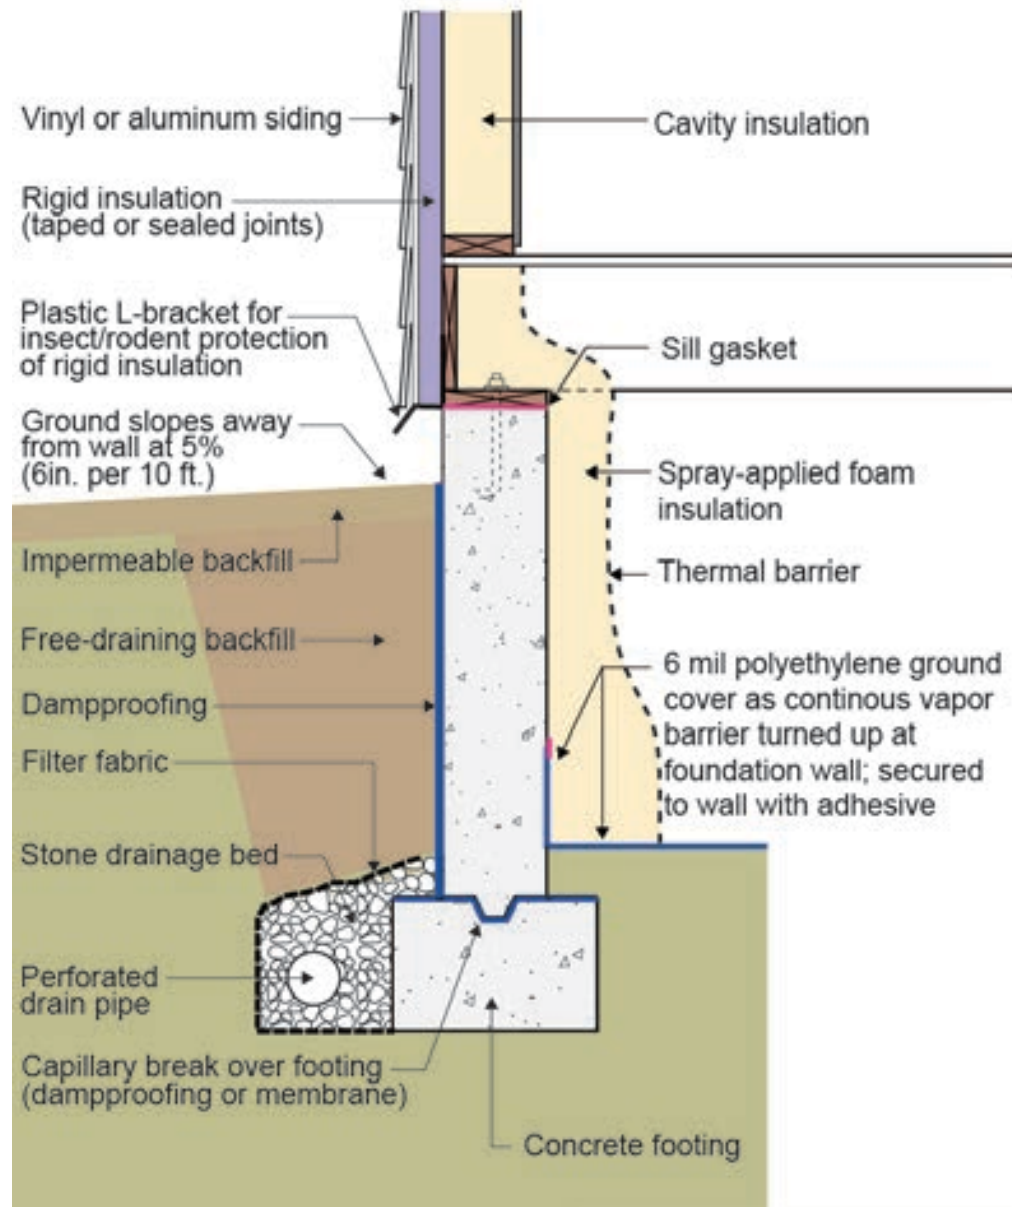 Vinyl or aluminum siding
Cavity insulation
Rigid insulation
(taped or sealed joints)
Plastic L-bracket for
insect/rodent protection
of rigid insulation
Sill gasket
Ground slopes away
from wall at 5%
(6in. per 10 ft.)
Spray-applied foam
insulation
Impermeable backfill
Thermal barrier
Free-draining backfill
6 mil polyethylene ground
cover as continous vapor
barrier turned up at
foundation wall; secured
to wall with adhesive
Dampproofing
Filter fabric
Stone drainage bed
Perforated
drain pipe
Capillary break over footing
(dampproofing or membrane)
Concrete footing